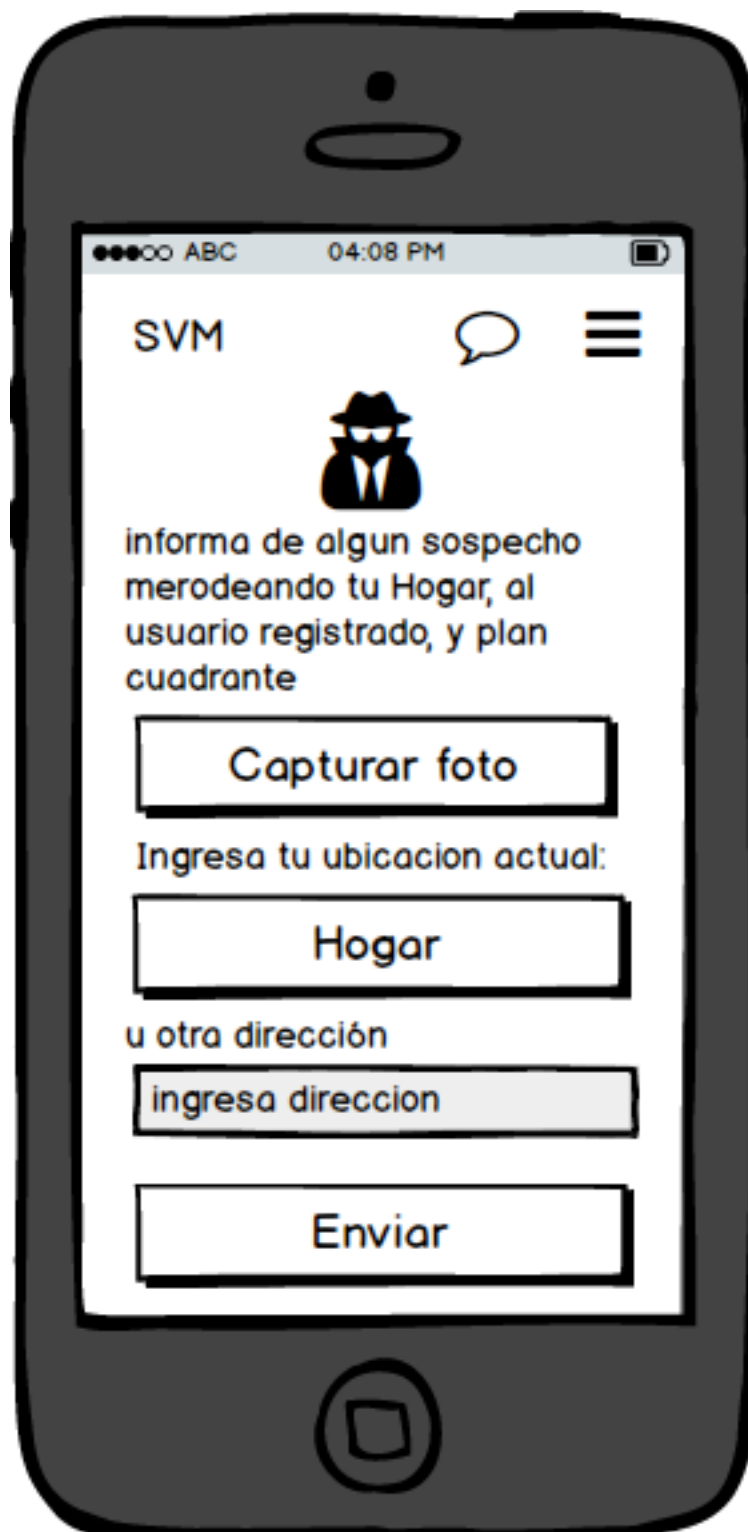 ABC 04:08 PM
SVM
informa de algun sospecho
merodeando tu Hogar, al
usuario registrado, y plan
cuadrante
Capturar foto
Ingresa tu ubicacion actual:
Hogar
u otra dirección
ingresa direccion
Enviar